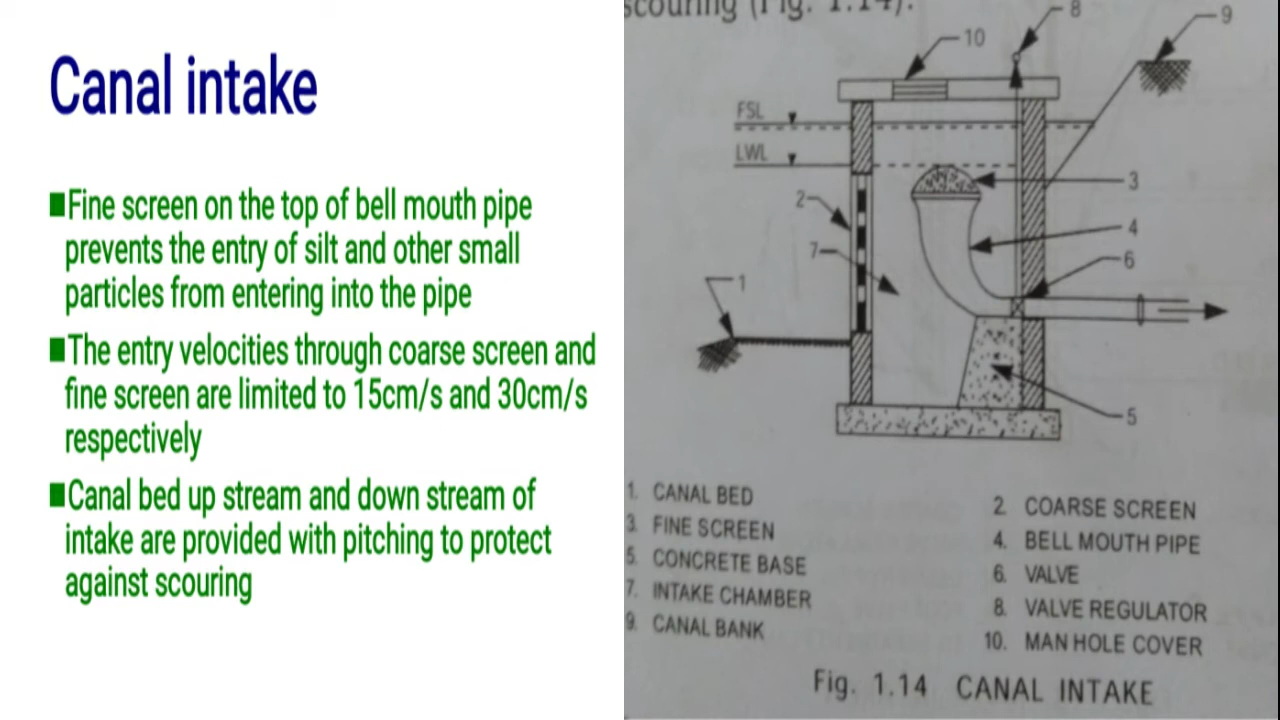 Canal intake
■Fine screen on the top of bell mouth pipe
prevents the entry of silt and other small
particles from entering into the pipe
■The entry velocities through coarse screen and
fine screen are limited to 15cm/s and 30cm/s
respectively
■Canal bed up stream and down stream of
intake are provided with pitching to protect
against scouring
scouring (Fig. 1.14).
8
9
10
FSL
LWL
3
2
4
7
6
1
5
1. CANAL BED
2. COARSE SCREEN
3. FINE SCREEN
4. BELL MOUTH PIPE
5. CONCRETE BASE
6. VALVE
7. INTAKE CHAMBER
8. VALVE REGULATOR
9. CANAL BANK
10. MAN HOLE COVER
Fig. 1.14 CANAL INTAKE